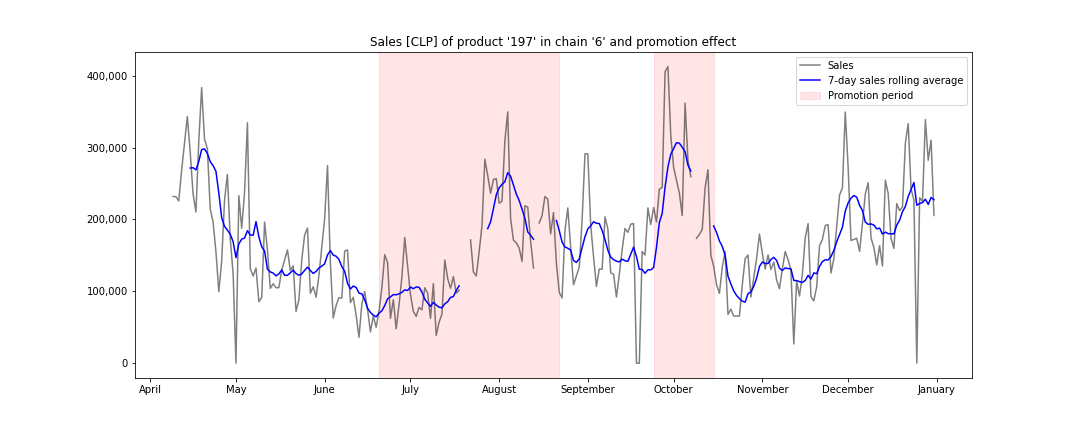 Sales [CLP] of product '197' in chain '6' and promotion effect
400,000
300,000
200,000
100,000
0
Sales
7-day sales rolling average
Promotion period
April May June July August September October November December January